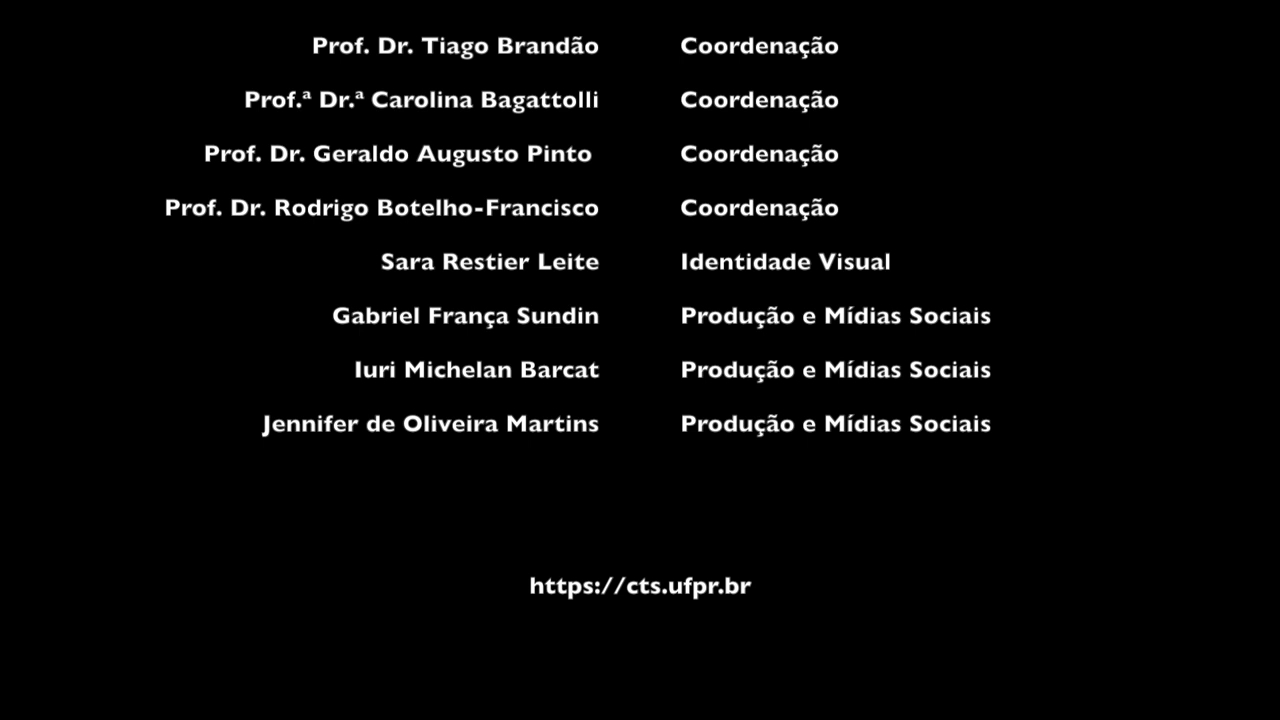 Prof. Dr. Tiago Brandão Coordenação
Prof.ª Dr.ª Carolina Bagattolli Coordenação
Prof. Dr. Geraldo Augusto Pinto Coordenação
Prof. Dr. Rodrigo Botelho-Francisco Coordenação
Sara Restier Leite Identidade Visual
Gabriel França Sundin Produção e Mídias Sociais
Iuri Michelan Barcat Produção e Mídias Sociais
Jennifer de Oliveira Martins Produção e Mídias Sociais
https://cts.ufpr.br